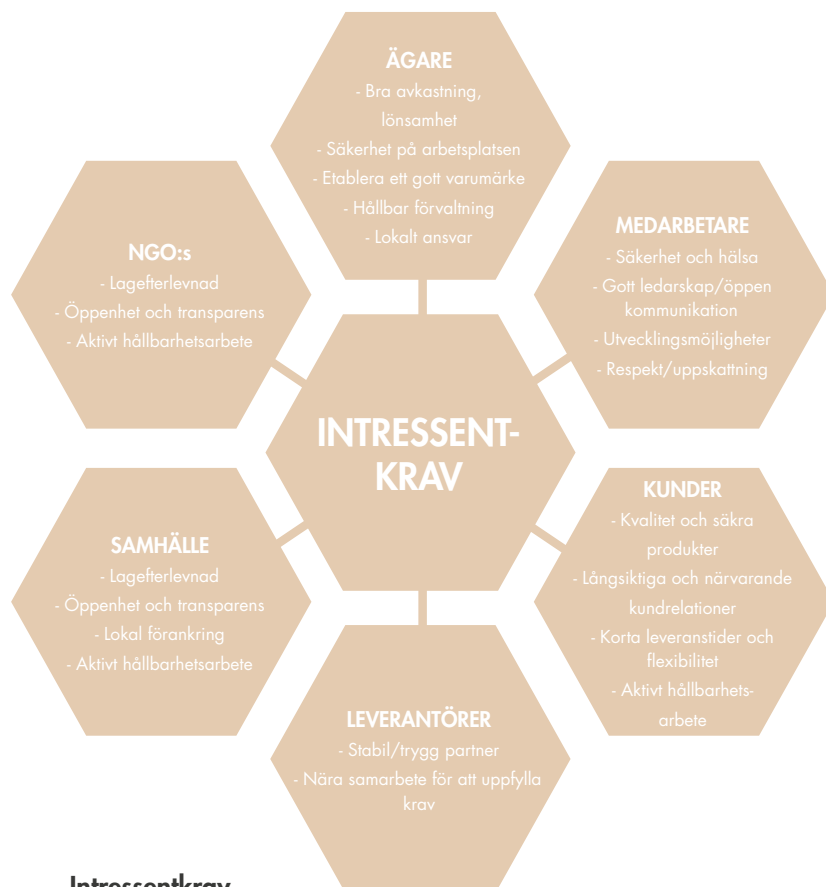 ÄGARE
- Bra avkastning,
lönsamhet
- Säkerhet på arbetsplatsen
- Etablera ett gott varumärke
- Hållbar förvaltning
- Lokalt ansvar
MEDARBETARE
- Säkerhet och hälsa
- Gott ledarskap/öppen
kommunikation
- Utvecklingsmöjligheter
- Respekt/uppskattning
NGO:s
- Lagefterlevnad
- Öppenhet och transparens
- Aktivt hållbarhetsarbete
INTRESSENT-
KRAV
KUNDER
- Kvalitet och säkra
produkter
- Långsiktiga och närvarande
kundrelationer
- Korta leveranstider och
flexibilitet
- Aktivt hållbarhets-
arbete
SAMHÄLLE
- Lagefterlevnad
- Öppenhet och transparens
- Lokal förankring
- Aktivt hållbarhetsarbete
LEVERANTÖRER
- Stabil/trygg partner
- Nära samarbete för att uppfylla
krav
Intressentkrav